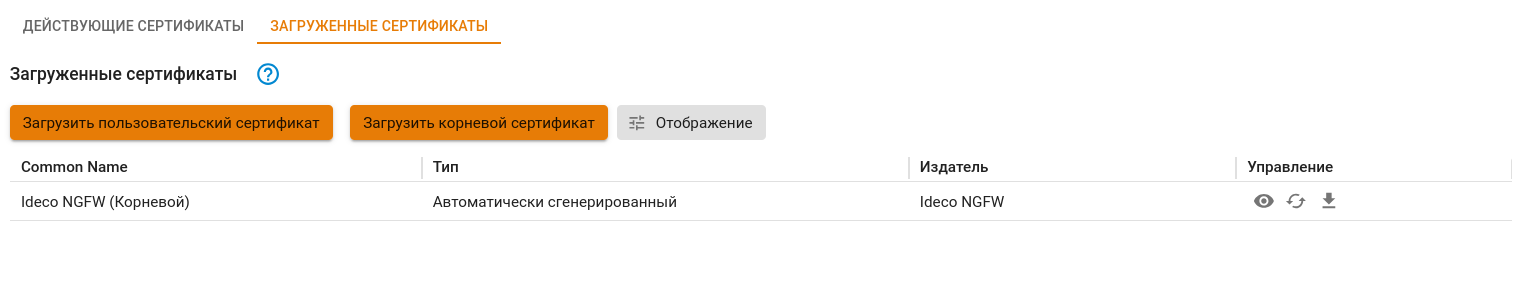 ДЕЙСТВУЮЩИЕ СЕРТИФИКАТЫ ЗАГРУЖЕННЫЕ СЕРТИФИКАТЫ
Загруженные сертификаты ?
Загрузить пользовательский сертификат Загрузить корневой сертификат Отображение
Common Name Тип Издатель Управление
Ideco NGFW (Корневой) Автоматически сгенерированный Ideco NGFW